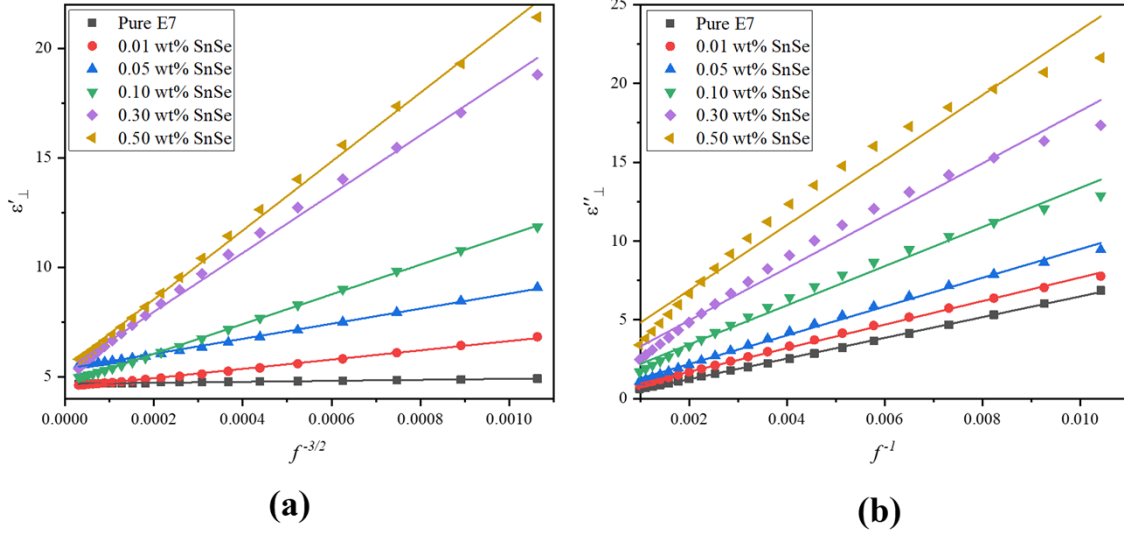 Pure E7
0.01 wt% SnSe
0.05 wt% SnSe
0.10 wt% SnSe
0.30 wt% SnSe
0.50 wt% SnSe
20
15
10
5
ε'⊥
0.0000
0.0002
0.0004
0.0006
0.0008
0.0010
f^-3/2
(a)
Pure E7
0.01 wt% SnSe
0.05 wt% SnSe
0.10 wt% SnSe
0.30 wt% SnSe
0.50 wt% SnSe
25
20
15
10
5
0
ε''⊥
0.002
0.004
0.006
0.008
0.010
f^-1
(b)